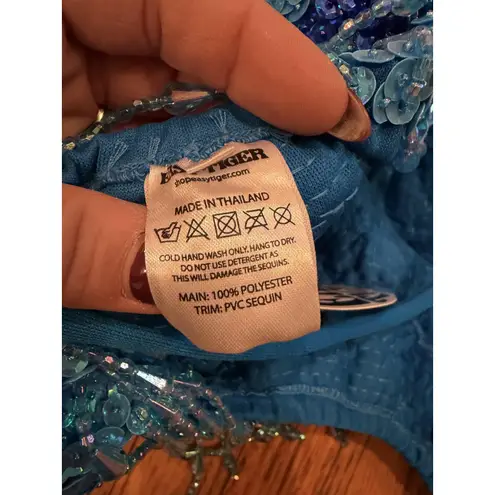 TIGER
shopeasytiger.com
MADE IN THAILAND
COLD HAND WASH ONLY. HANG TO DRY.
DO NOT USE DETERGENT AS
THIS WILL DAMAGE THE SEQUINS.
MAIN: 100% POLYESTER
TRIM: PVC SEQUIN